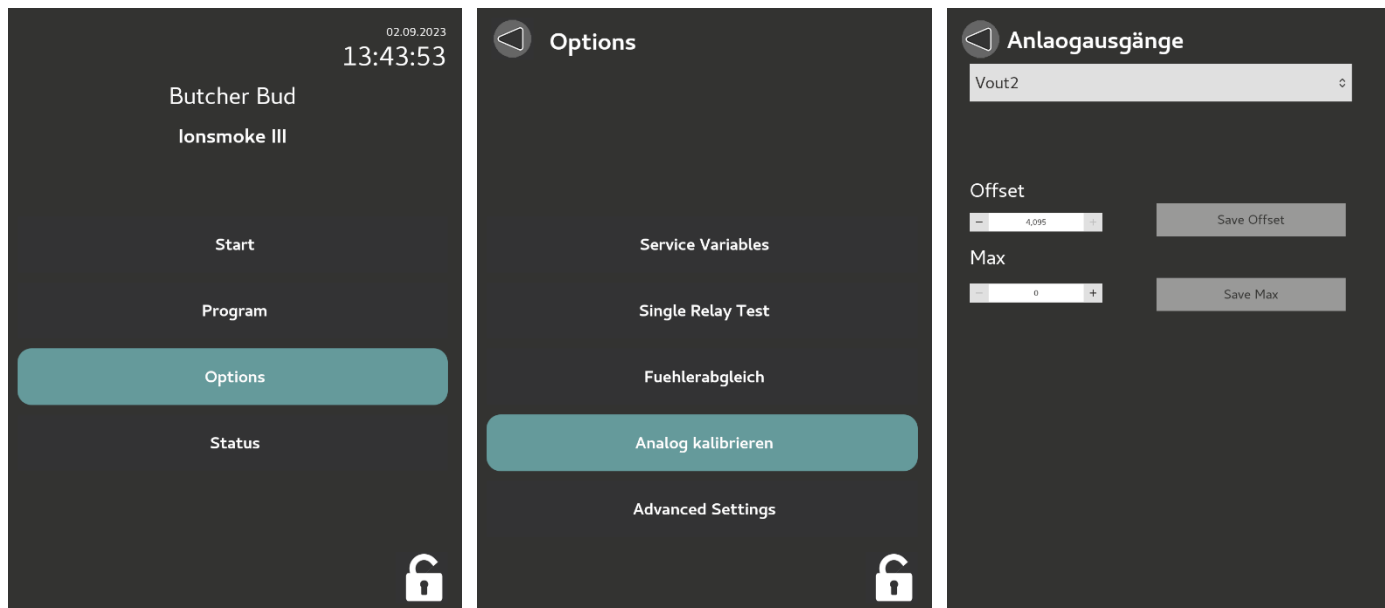 02.09.2023
13:43:53
Butcher Bud
Ionsmoke III
Start
Program
Options
Status
Options
Service Variables
Single Relay Test
Fuehlerabgleich
Analog kalibrieren
Advanced Settings
Anlaogausgänge
Vout2
Offset
− 4,095 +
Save Offset
Max
− 0 +
Save Max